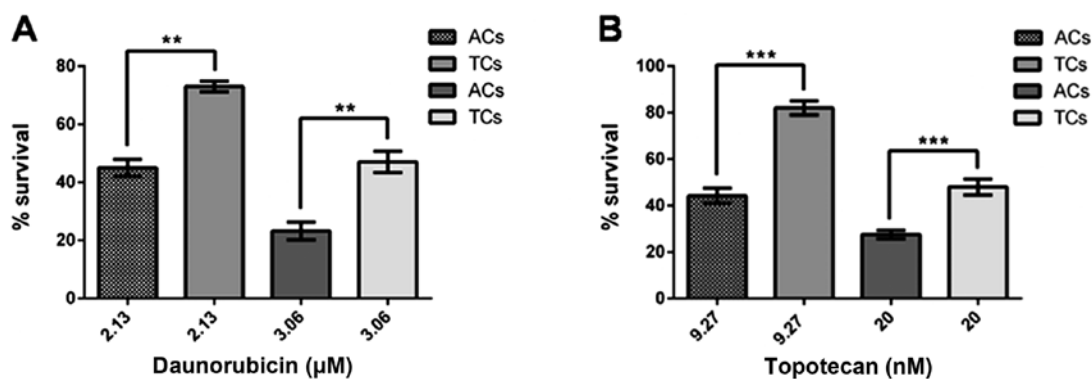 A
ACs
TCs
ACs
TCs
**
**
80
60
40
20
0
% survival
2.13
2.13
3.06
3.06
Daunorubicin (µM)
B
ACs
TCs
ACs
TCs
***
***
100
80
60
40
20
0
% survival
9.27
9.27
20
20
Topotecan (nM)